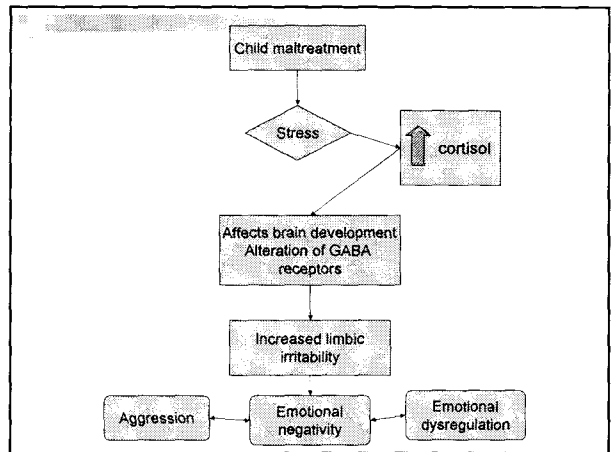 Child maltreatment
Stress
cortisol
Affects brain development
Alteration of GABA
receptors
Increased limbic
irritability
Aggression
Emotional
negativity
Emotional
dysregulation